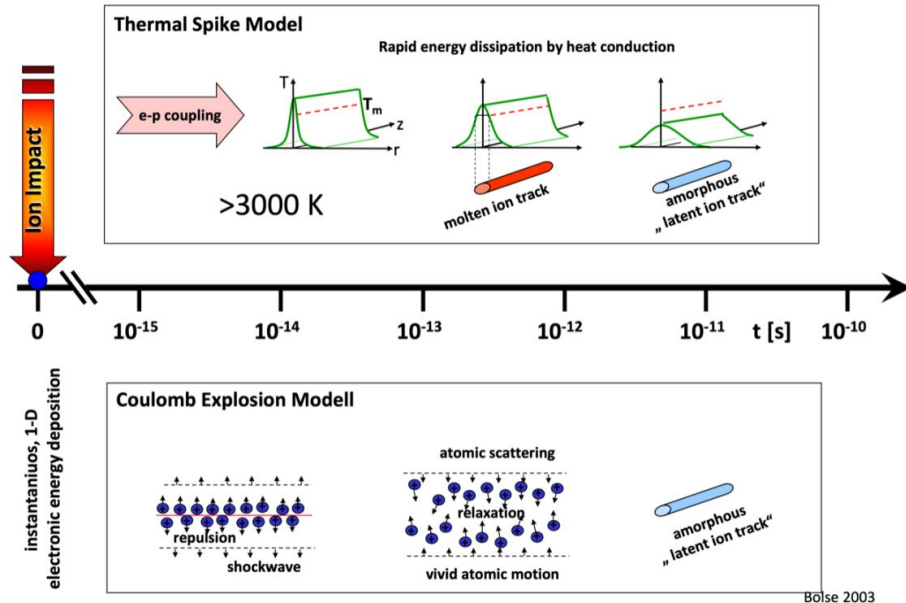 Thermal Spike Model
Rapid energy dissipation by heat conduction
Ion Impact
e-p coupling
T
T
m
z
r
>3000 K
molten ion track
amorphous
„latent ion track“
0
10-15
10-14
10-13
10-12
10-11
t [s]
10-10
instantaniuos, 1-D
electronic energy deposition
Coulomb Explosion Modell
repulsion
shockwave
atomic scattering
relaxation
vivid atomic motion
amorphous
„latent ion track“
Bolse 2003